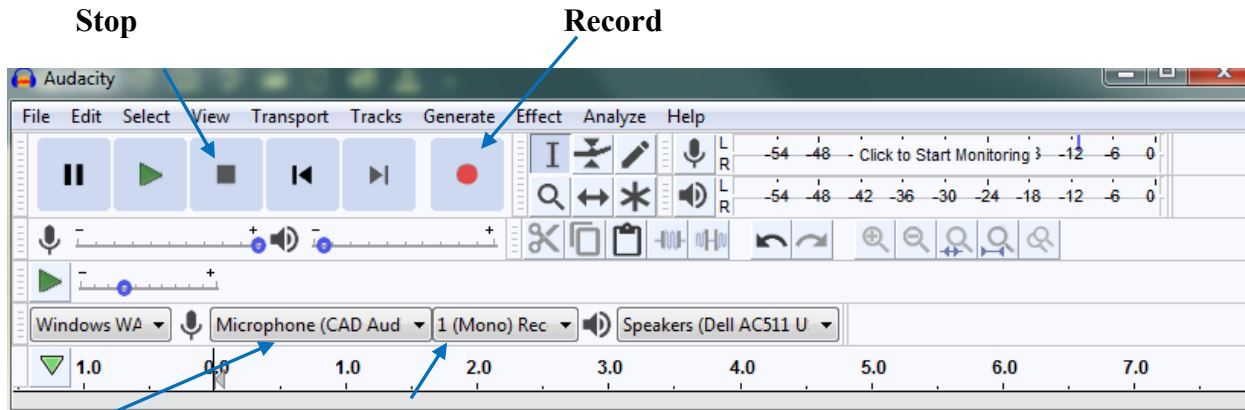 Stop Record
Audacity
File Edit Select View Transport Tracks Generate Effect Analyze Help
L
R
-54 -48 - Click to Start Monitoring -12 -6 0
L
R
-54 -48 -42 -36 -30 -24 -18 -12 -6 0
- + - +
- +
Windows WA Microphone (CAD Aud 1 (Mono) Rec Speakers (Dell AC511 U
1.0 0.0 1.0 2.0 3.0 4.0 5.0 6.0 7.0